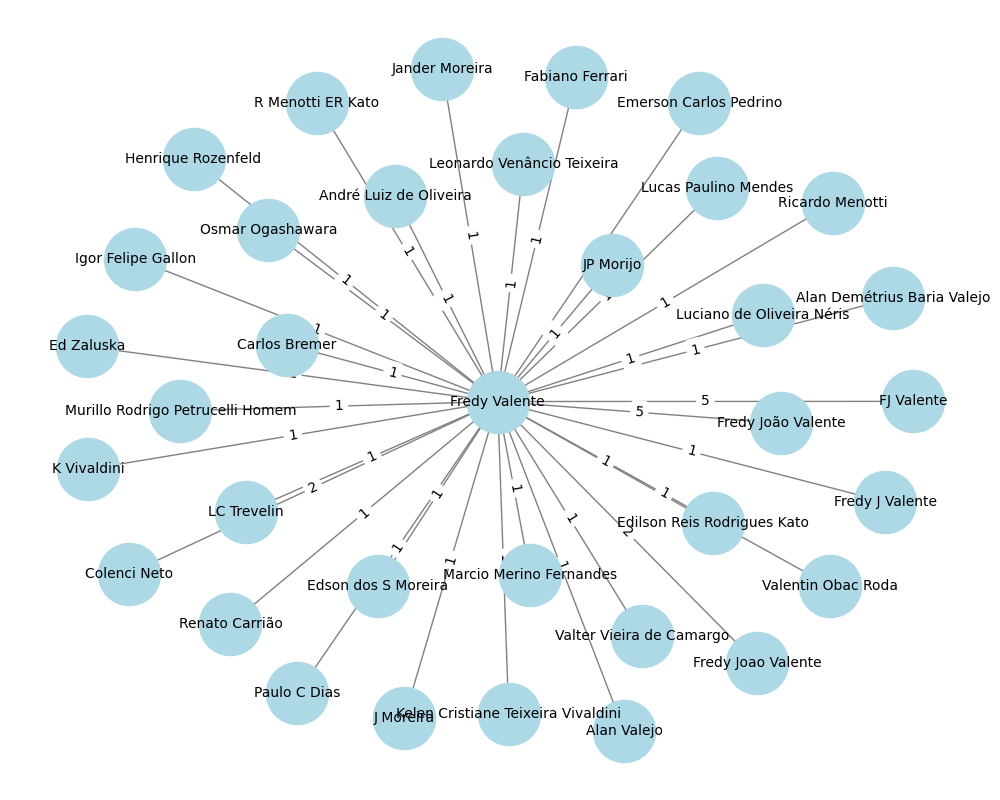 Jander Moreira
Fabiano Ferrari
R Menotti ER Kato
Emerson Carlos Pedrino
Henrique Rozenfeld
Leonardo Venâncio Teixeira
Lucas Paulino Mendes
André Luiz de Oliveira
Ricardo Menotti
Osmar Ogashawara
1
1
1
Igor Felipe Gallon
JP Morijo
1
1
1
Alan Demétrius Baria Valejo
1
1
1
Luciano de Oliveira Néris
1
1
Ed Zaluska
Carlos Bremer
1
1
1
Fredy Valente
5
FJ Valente
Murillo Rodrigo Petrucelli Homem
1
5
Fredy João Valente
1
1
K Vivaldini
1
1
2
1
1
1
Fredy J Valente
LC Trevelin
1
Edilson Reis Rodrigues Kato
1
2
1
1
1
Colenci Neto
Edson dos S Moreira
Marcio Merino Fernandes
Valentin Obac Roda
Renato Carrião
Valter Vieira de Camargo
Fredy Joao Valente
Paulo C Dias
J Moreira
Kelen Cristiane Teixeira Vivaldini
Alan Valejo